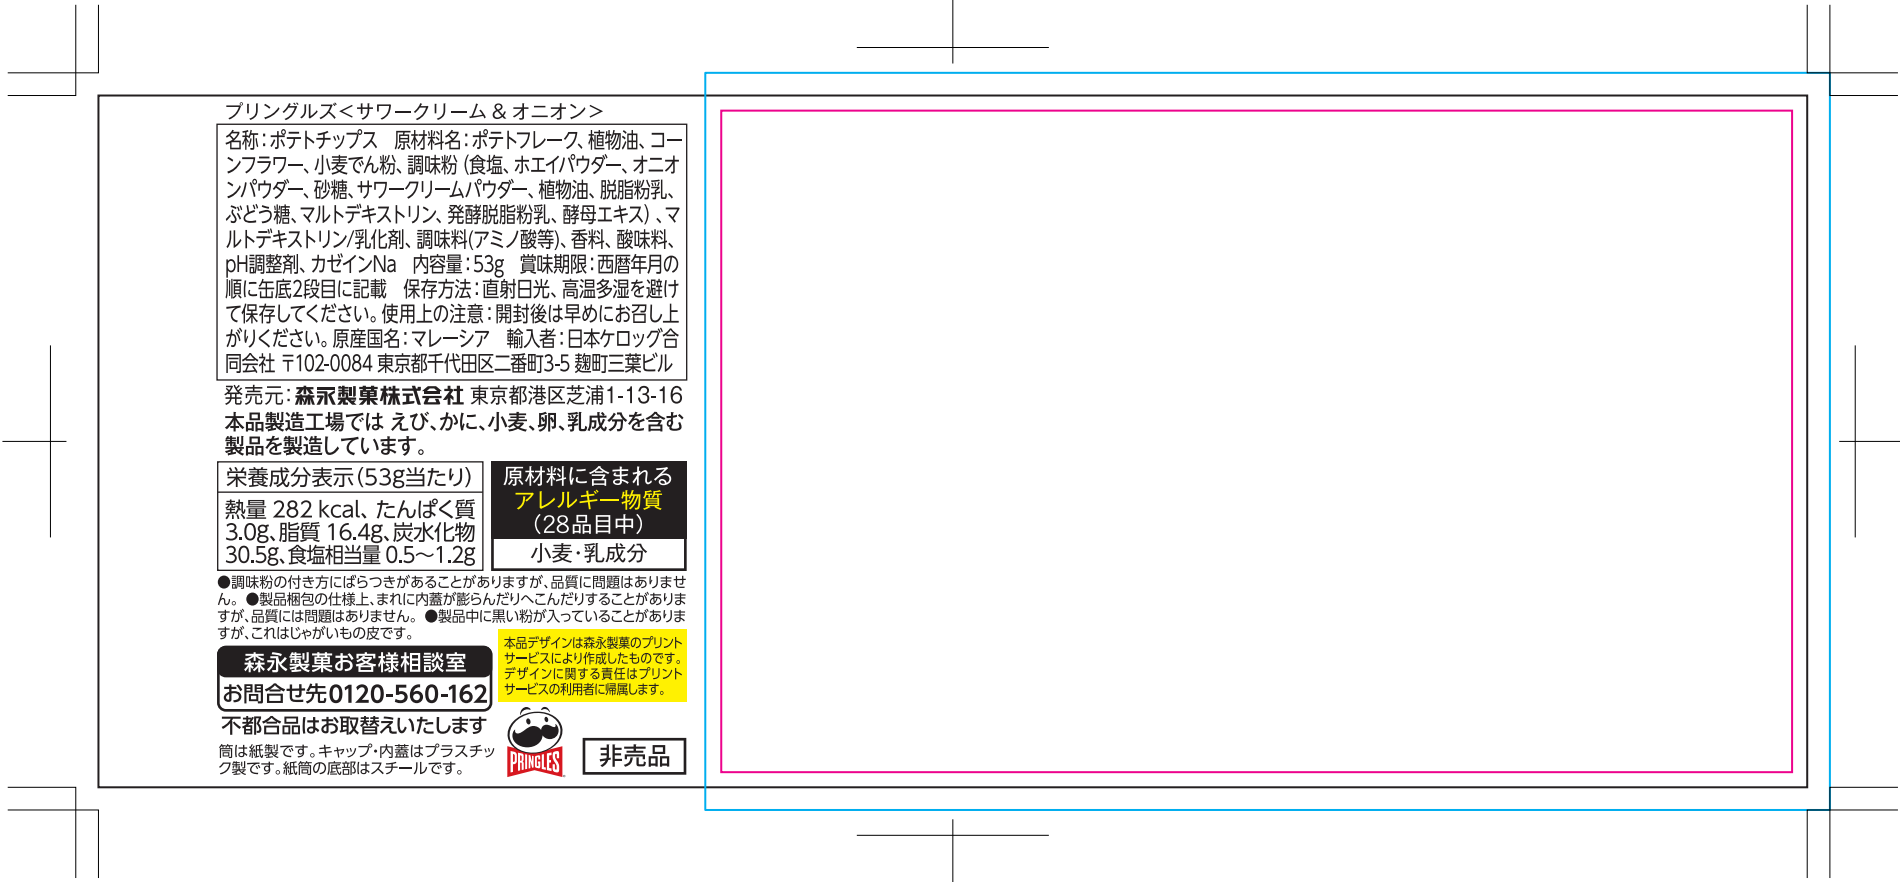 プリングルズ＜サワークリーム & オニオン＞
名称：ポテトチップス　原材料名：ポテトフレーク、植物油、コー
ンフラワー、小麦でん粉、調味粉（食塩、ホエイパウダー、オニオ
ンパウダー、砂糖、サワークリームパウダー、植物油、脱脂粉乳、
ぶどう糖、マルトデキストリン、発酵脱脂粉乳、酵母エキス）、マ
ルトデキストリン/乳化剤、調味料(アミノ酸等)、香料、酸味料、
pH調整剤、カゼインNa　内容量：53g　賞味期限：西暦年月の
順に缶底2段目に記載　保存方法：直射日光、高温多湿を避け
て保存してください。使用上の注意：開封後は早めにお召し上
がりください。原産国名：マレーシア　輸入者：日本ケロッグ合
同会社 〒102-0084 東京都千代田区二番町3-5 麹町三葉ビル
発売元：森永製菓株式会社 東京都港区芝浦1-13-16
本品製造工場では えび、かに、小麦、卵、乳成分を含む
製品を製造しています。
栄養成分表示（53g当たり）
熱量 282 kcal、たんぱく質
3.0g、脂質 16.4g、炭水化物
30.5g、食塩相当量 0.5〜1.2g
原材料に含まれる
アレルギー物質
（28品目中）
小麦・乳成分
●調味粉の付き方にばらつきがあることがありますが、品質に問題はありませ
ん。●製品梱包の仕様上、まれに内蓋が膨らんだりへこんだりすることがありま
すが、品質には問題はありません。●製品中に黒い粉が入っていることがありま
すが、これはじゃがいもの皮です。
森永製菓お客様相談室
お問合せ先0120-560-162
不都合品はお取替えいたします
筒は紙製です。キャップ・内蓋はプラスチッ
ク製です。紙筒の底部はスチールです。
本品デザインは森永製菓のプリント
サービスにより作成したものです。
デザインに関する責任はプリント
サービスの利用者に帰属します。
PRINGLES
非売品